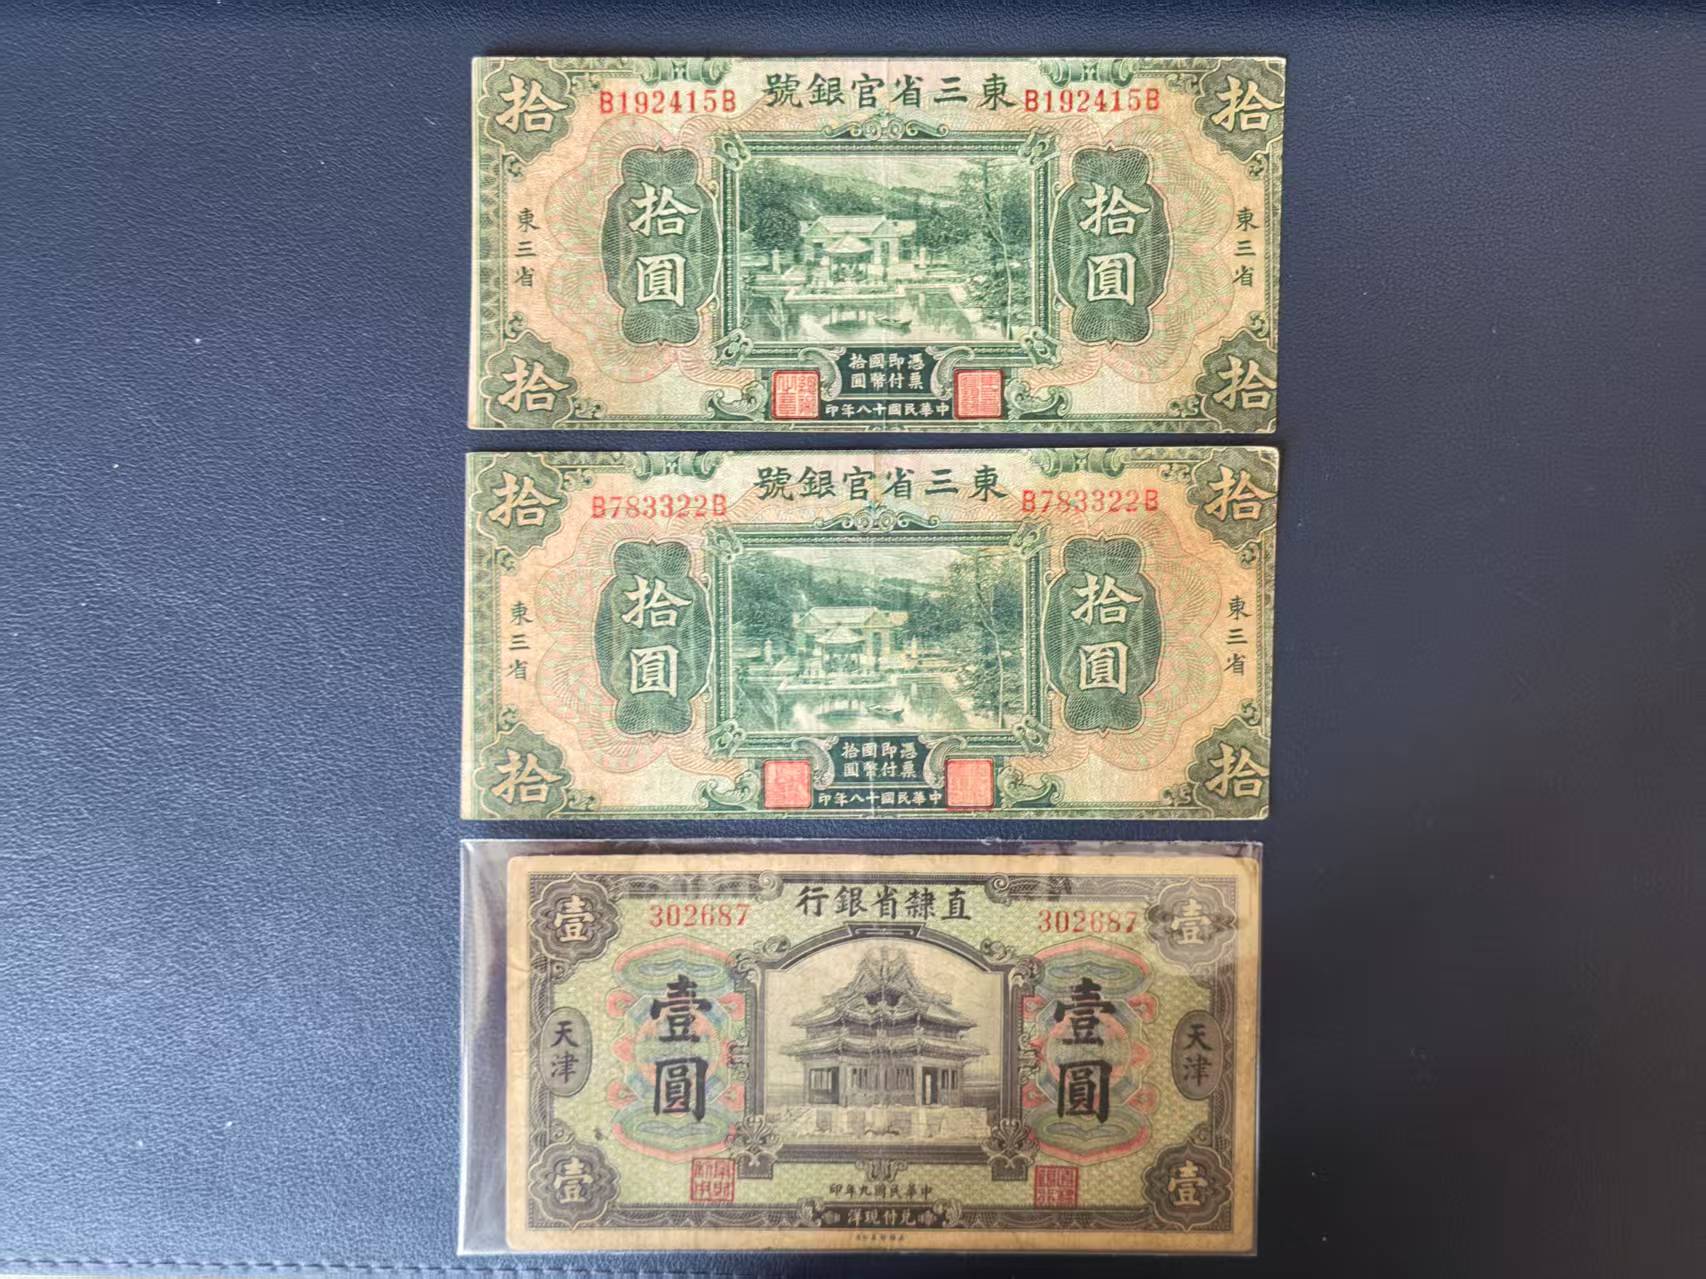 東三省官銀號
B192415B
B192415B
拾
拾
拾圓
拾圓
東三省
東三省
憑票即付國幣拾圓
中華民國十八年印
拾
拾
東三省官銀號
B783322B
B783322B
拾
拾
拾圓
拾圓
東三省
東三省
憑票即付國幣拾圓
中華民國十八年印
拾
拾
直隸省銀行
302687
302687
壹
壹
壹圓
壹圓
天津
天津
中華民國九年印
兌付現洋
壹
壹